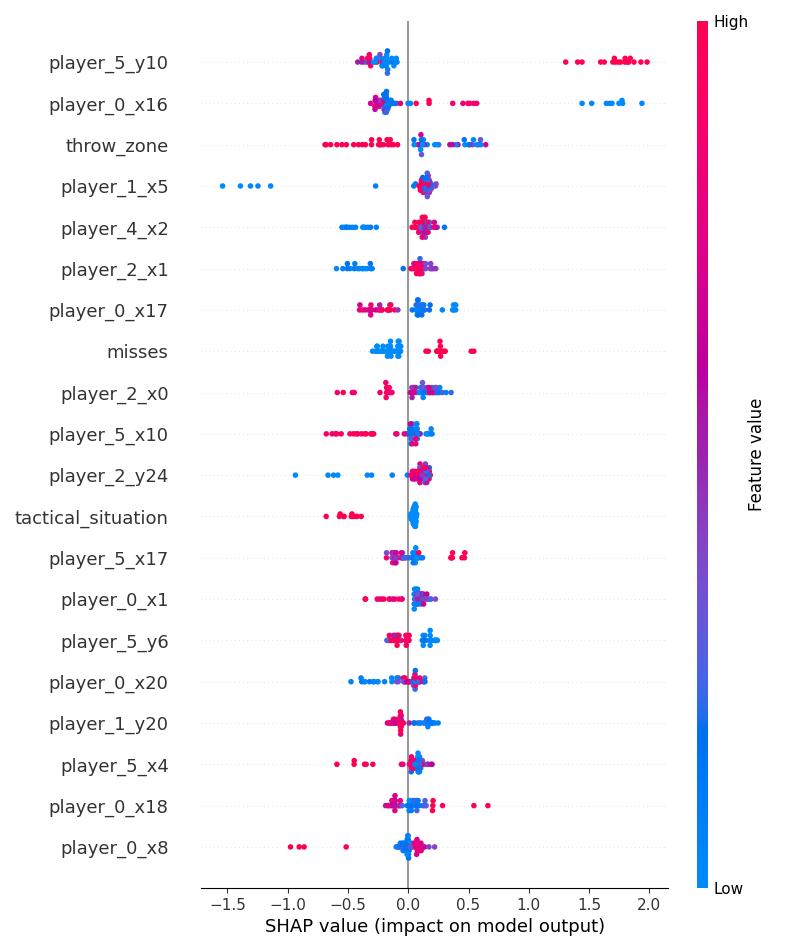 High
player_5_y10
player_0_x16
throw_zone
player_1_x5
player_4_x2
player_2_x1
player_0_x17
misses
player_2_x0
player_5_x10
player_2_y24
tactical_situation
player_5_x17
player_0_x1
player_5_y6
player_0_x20
player_1_y20
player_5_x4
player_0_x18
player_0_x8
Feature value
Low
−1.5 −1.0 −0.5 0.0 0.5 1.0 1.5 2.0
SHAP value (impact on model output)